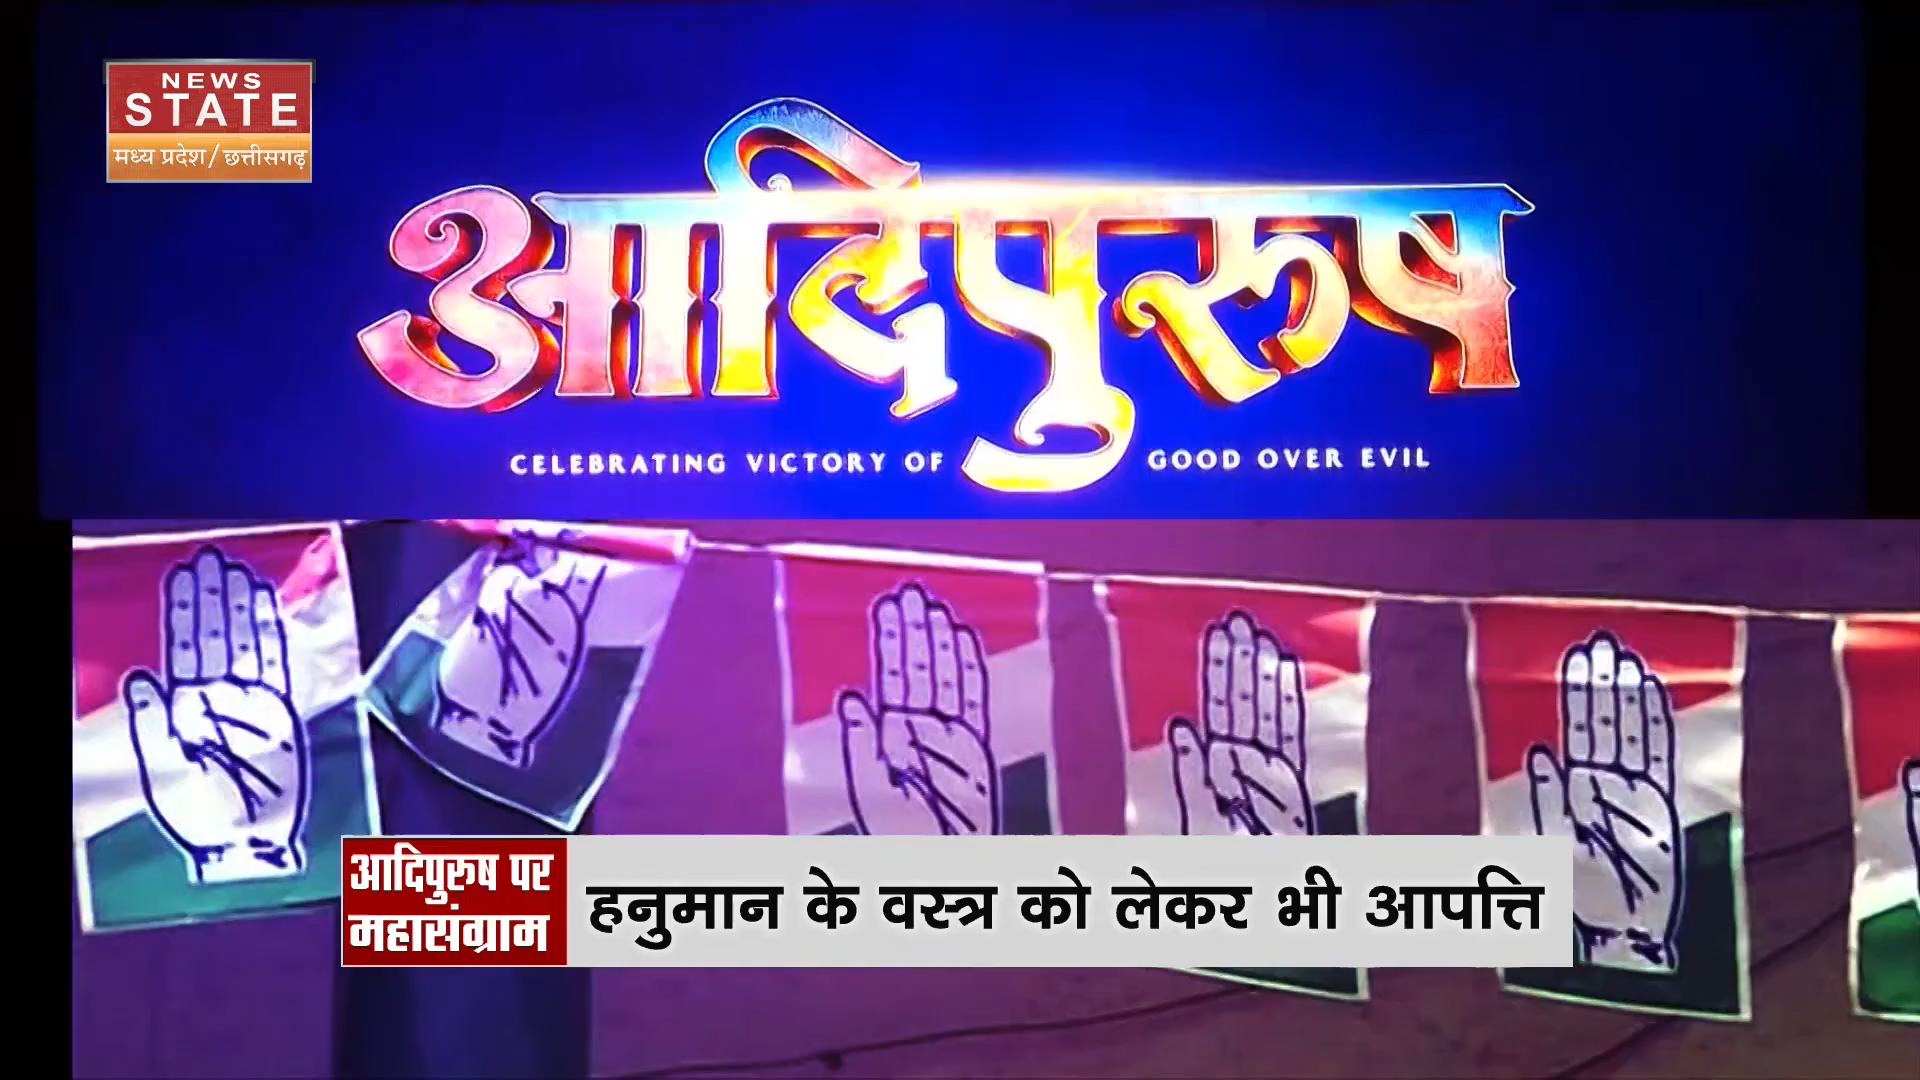 NEWS
STATE
मध्य प्रदेश/छत्तीसगढ़
आदिपुरुष
CELEBRATING VICTORY OF GOOD OVER EVIL
आदिपुरुष पर
महासंग्राम
हनुमान के वस्त्र को लेकर भी आपत्ति